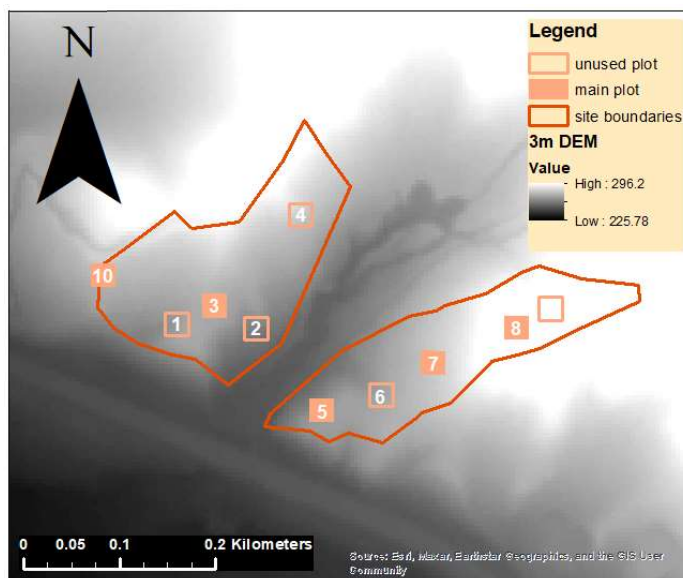 N
Legend
unused plot
main plot
site boundaries
3m DEM
Value
High : 296.2
Low : 225.78
4
10
3
1
2
8
7
6
5
0 0.05 0.1 0.2 Kilometers
Source: Esri, Maxar, Earthstar Geographics, and the GIS User
Community